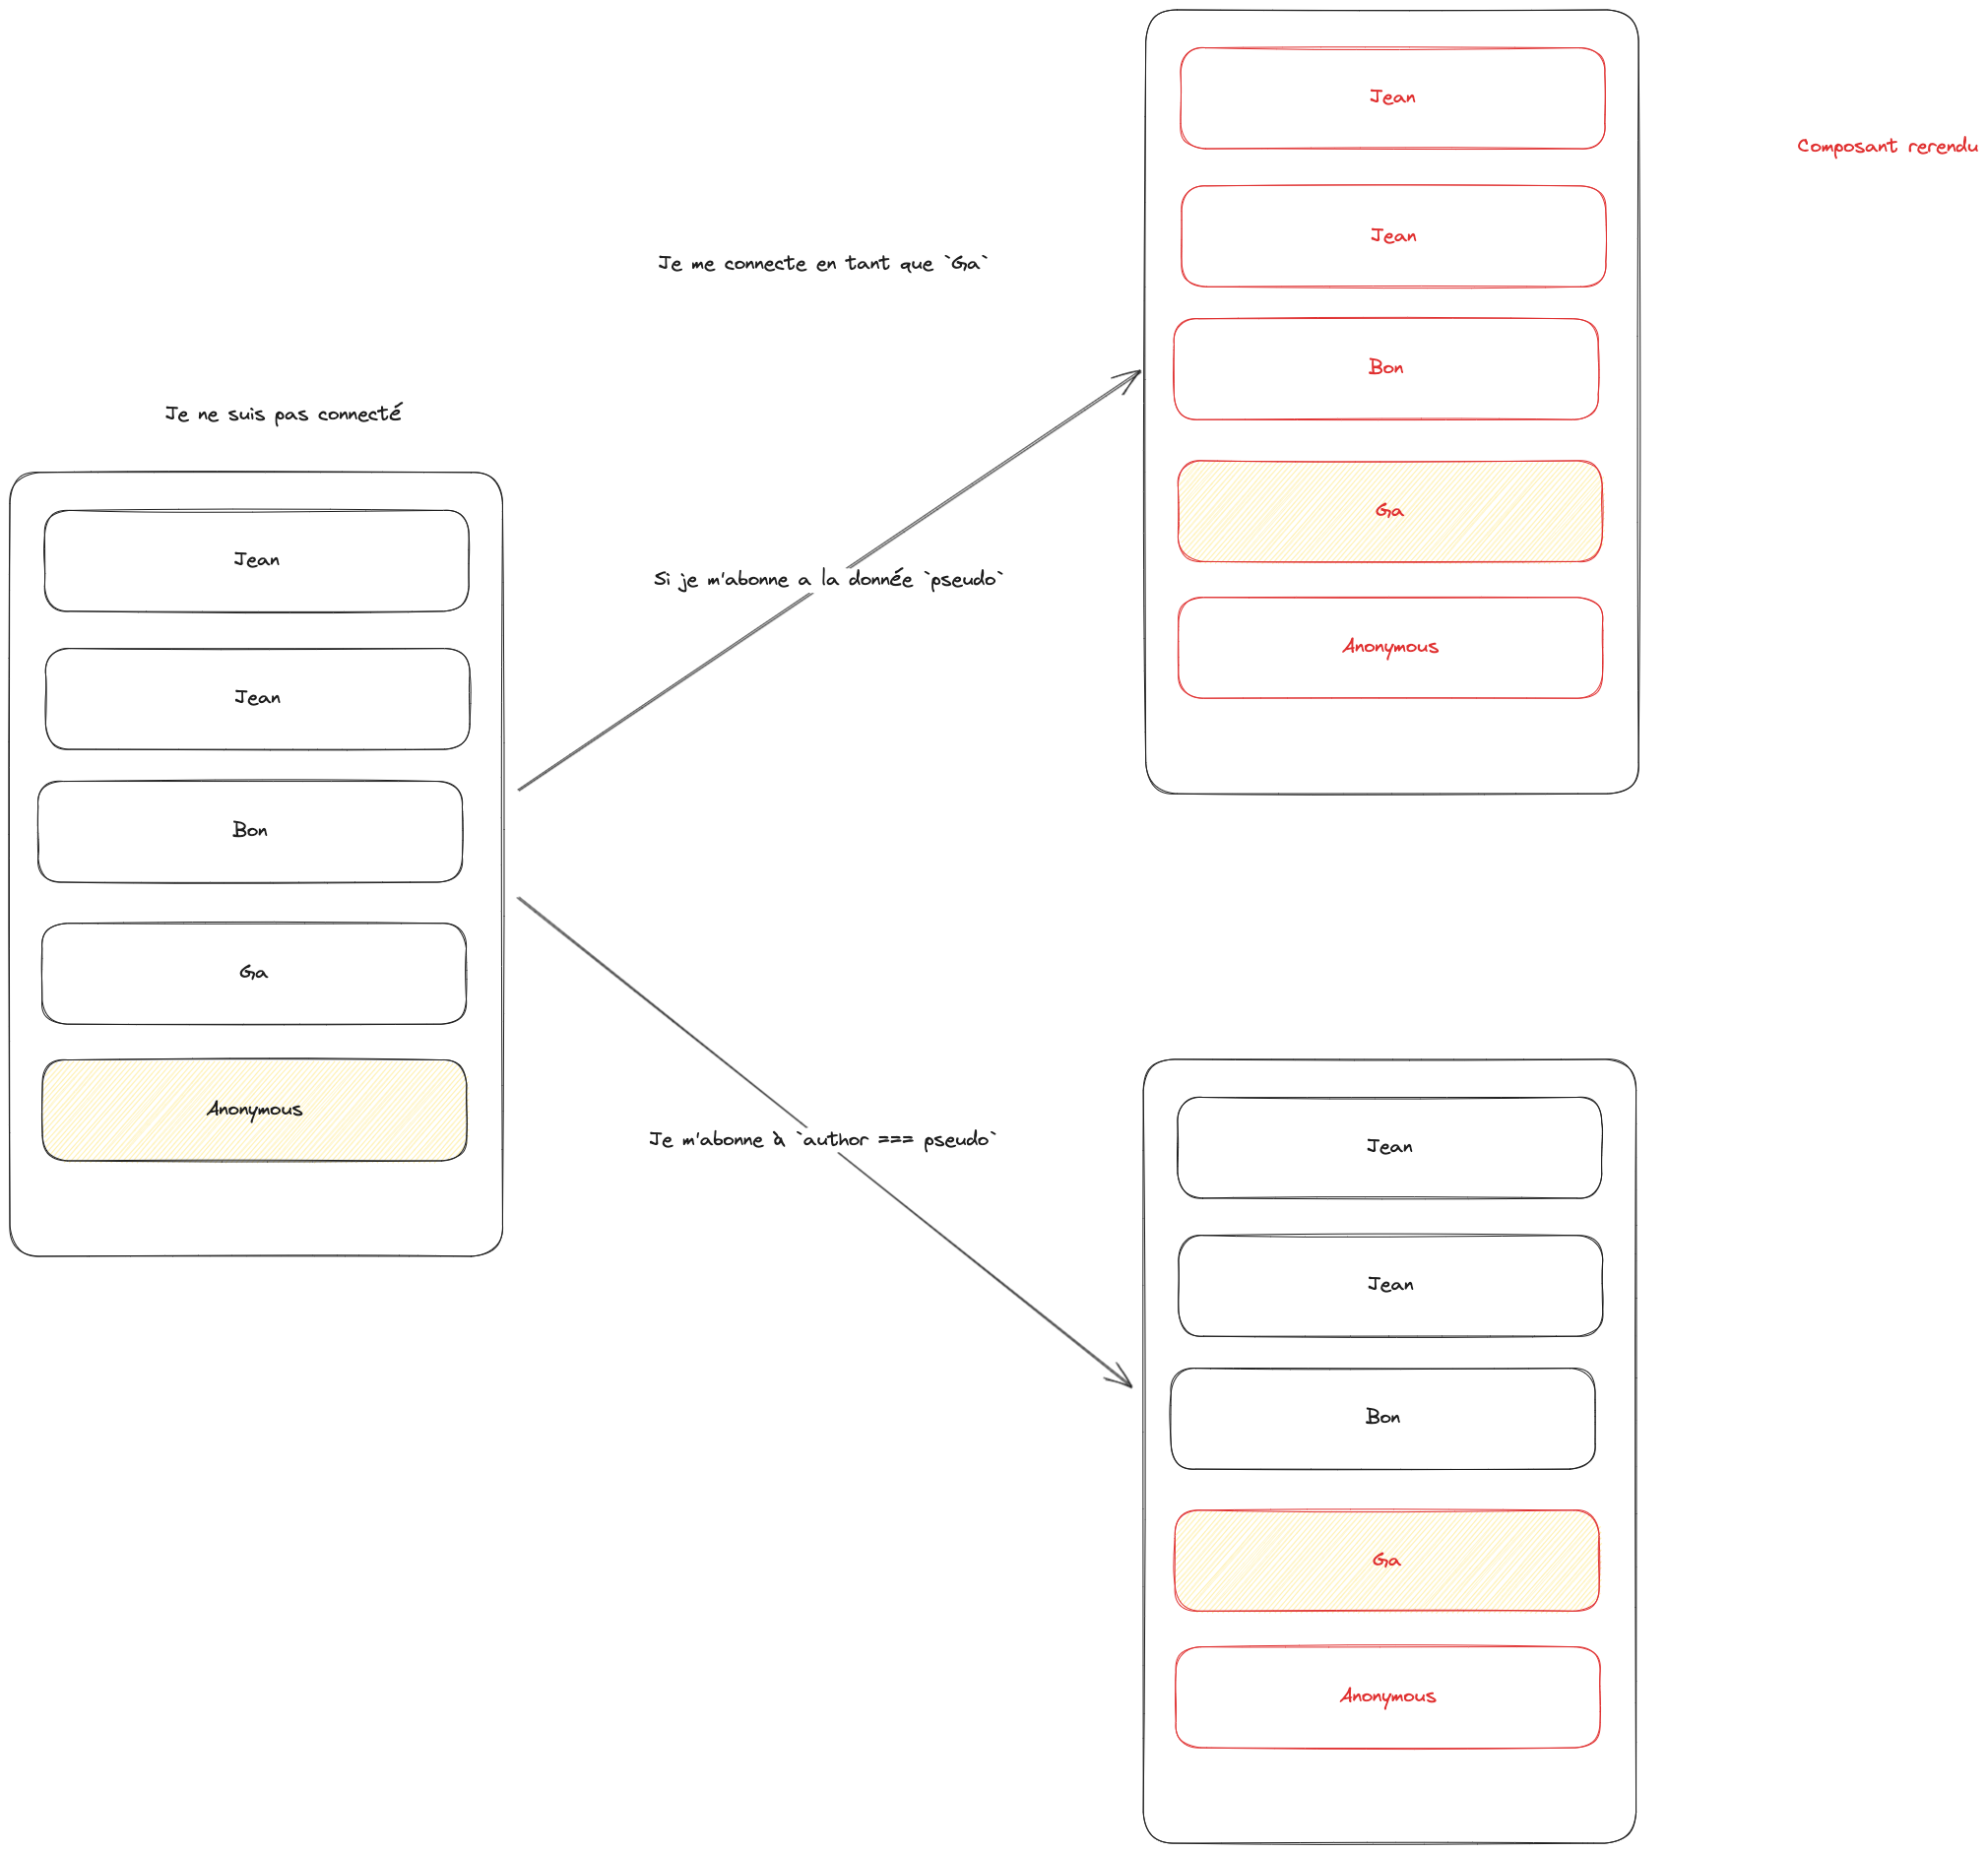 Je ne suis pas connecté
Jean
Jean
Bon
Ga
Anonymous
Je me connecte en tant que `Ga`
Si je m'abonne a la donnée `pseudo`
Je m'abonne à `author === pseudo`
Jean
Jean
Bon
Ga
Anonymous
Composant rerendu
Jean
Jean
Bon
Ga
Anonymous